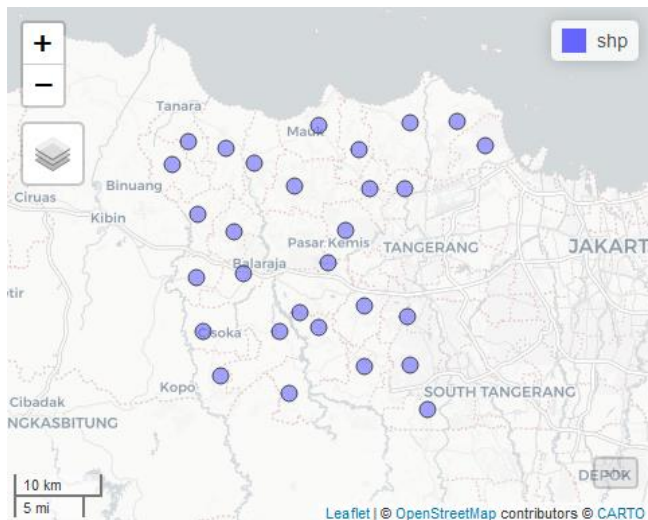 +
shp
−
Tanara
Mauk
Binuang
Ciruas
Kibin
Pasar Kemis
TANGERANG
JAKART
Balaraja
etir
Cisoka
Kopo
SOUTH TANGERANG
Cibadak
NGKASBITUNG
DEPOK
10 km
5 mi
Leaflet | © OpenStreetMap contributors © CARTO